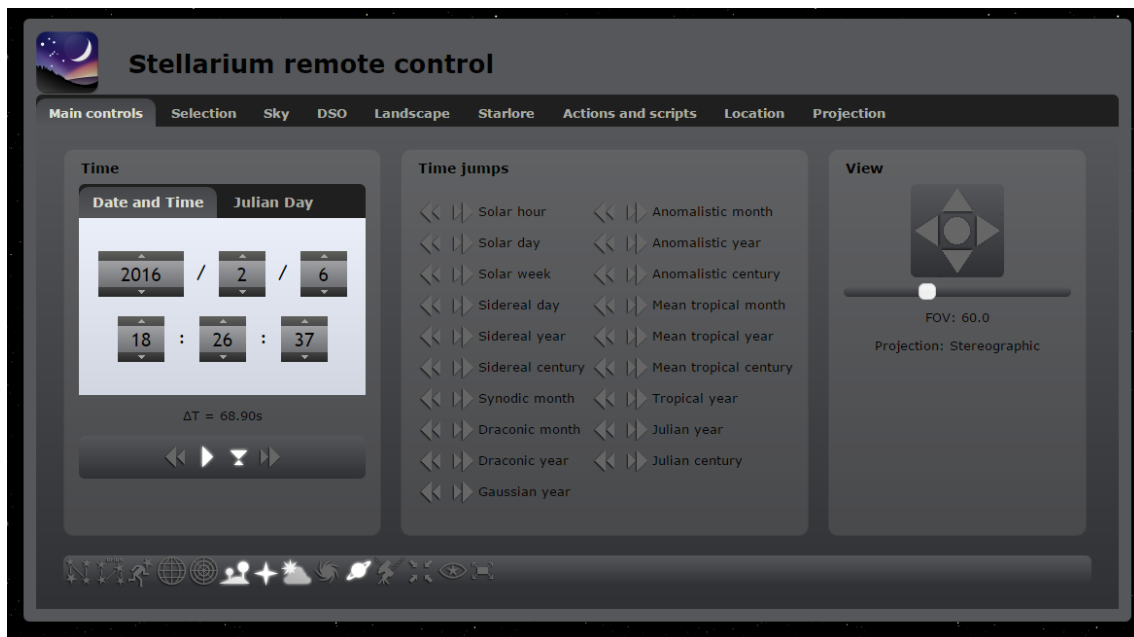 Stellarium remote control
Main controls Selection Sky DSO Landscape Starlore Actions and scripts Location Projection
Time
Date and Time Julian Day
2016 / 2 / 6
18 : 26 : 37
ΔT = 68.90s
Time jumps
Solar hour Anomalistic month
Solar day Anomalistic year
Solar week Anomalistic century
Sidereal day Mean tropical month
Sidereal year Mean tropical year
Sidereal century Mean tropical century
Synodic month Tropical year
Draconic month Julian year
Draconic year Julian century
Gaussian year
View
FOV: 60.0
Projection: Stereographic